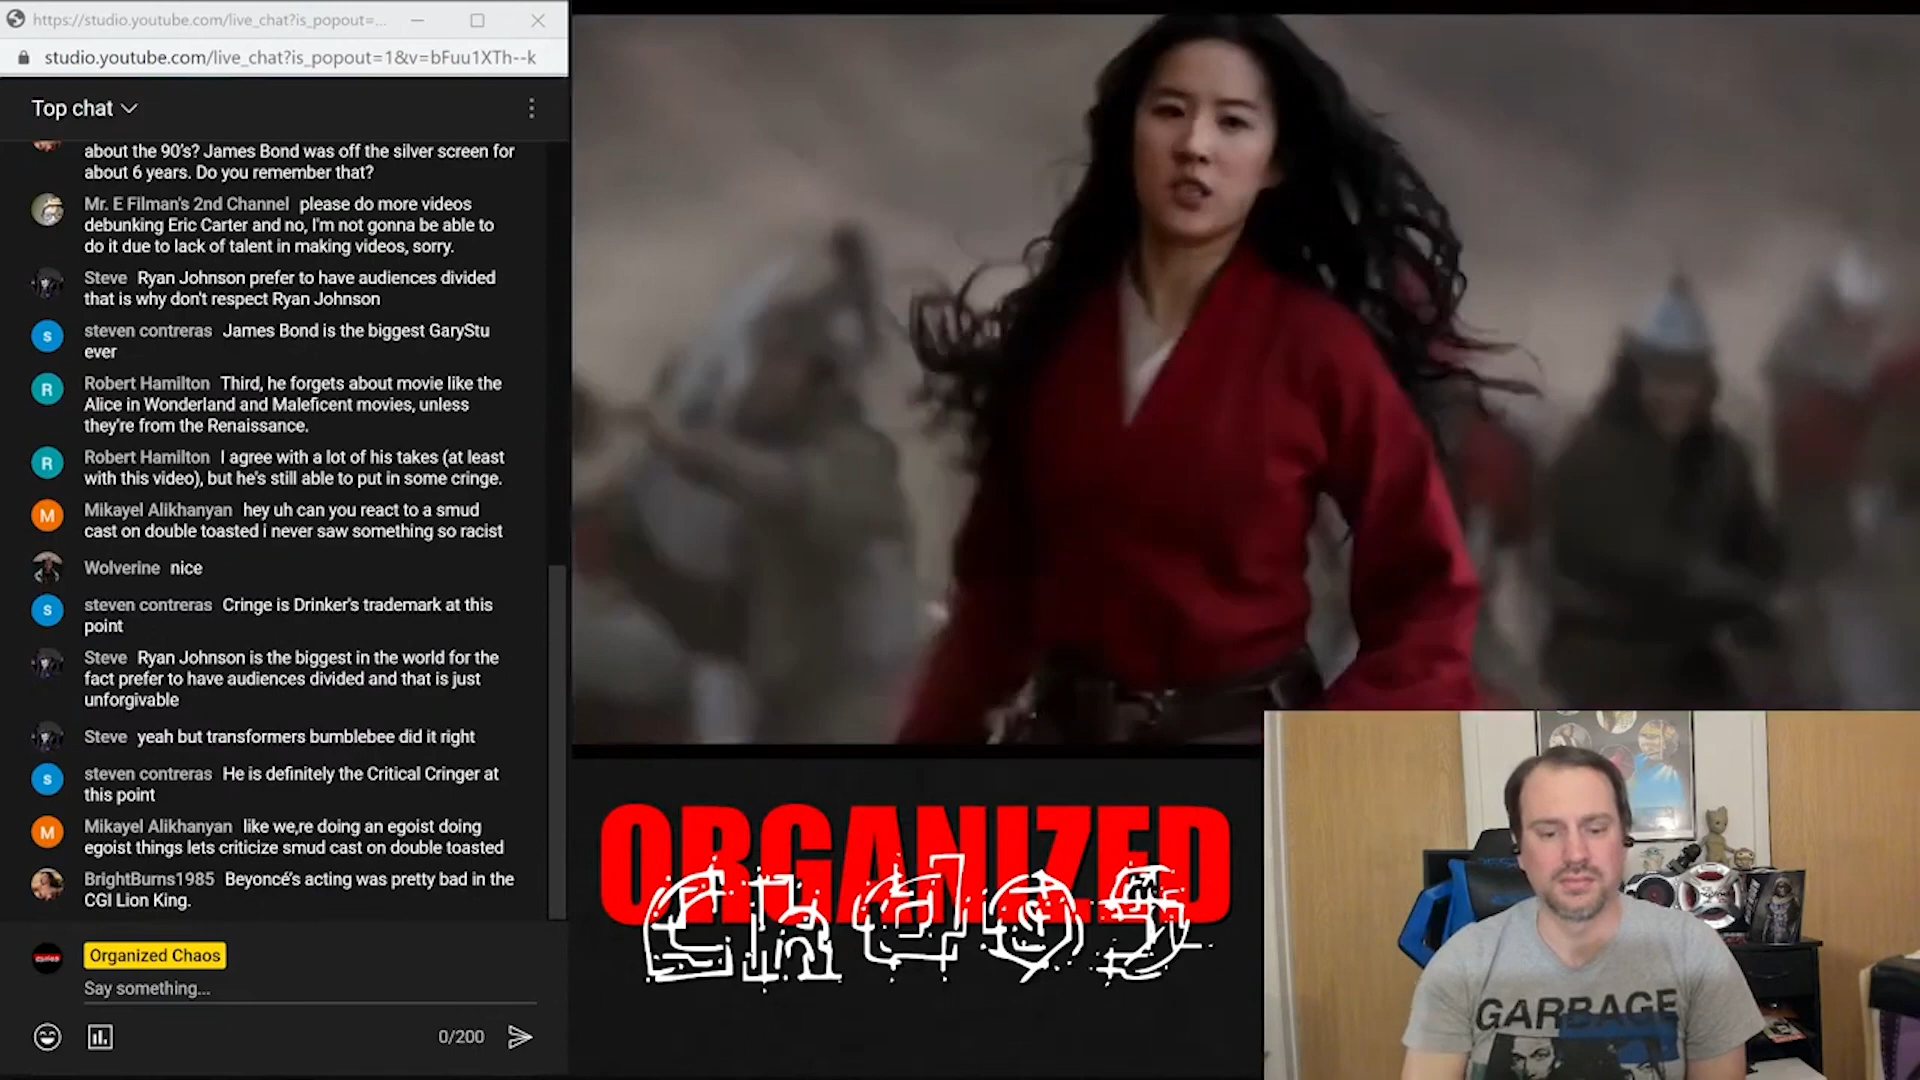 https://studio.youtube.com/live_chat?is_popout=...
studio.youtube.com/live_chat?is_popout=1&v=bFuu1XTh--k
Top chat
about the 90's? James Bond was off the silver screen for
about 6 years. Do you remember that?
Mr. E Filman's 2nd Channel please do more videos
debunking Eric Carter and no, I'm not gonna be able to
do it due to lack of talent in making videos, sorry.
Steve Ryan Johnson prefer to have audiences divided
that is why don't respect Ryan Johnson
steven contreras James Bond is the biggest GaryStu
ever
Robert Hamilton Third, he forgets about movie like the
Alice in Wonderland and Maleficent movies, unless
they're from the Renaissance.
Robert Hamilton I agree with a lot of his takes (at least
with this video), but he's still able to put in some cringe.
Mikayel Alikhanyan hey uh can you react to a smud
cast on double toasted i never saw something so racist
Wolverine nice
steven contreras Cringe is Drinker's trademark at this
point
Steve Ryan Johnson is the biggest in the world for the
fact prefer to have audiences divided and that is just
unforgivable
Steve yeah but transformers bumblebee did it right
steven contreras He is definitely the Critical Cringer at
this point
Mikayel Alikhanyan like we,re doing an egoist doing
egoist things lets criticize smud cast on double toasted
BrightBurns1985 Beyoncé's acting was pretty bad in the
CGI Lion King.
Organized Chaos
Say something...
0/200
ORGANIZED
chaos
GARBAGE